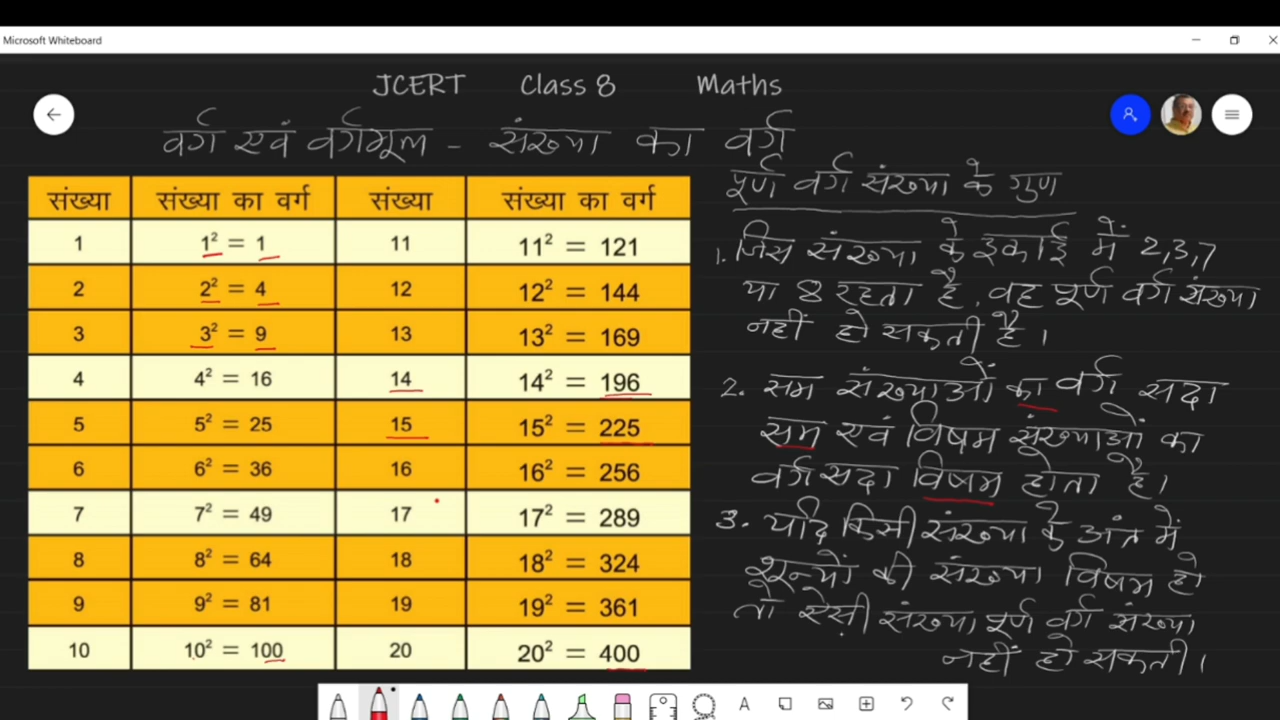 Microsoft Whiteboard
JCERT Class 8 Maths
वर्ग एवं वर्गमूल - संख्या का वर्ग
संख्या संख्या का वर्ग संख्या संख्या का वर्ग
1 1² = 1 11 11² = 121
2 2² = 4 12 12² = 144
3 3² = 9 13 13² = 169
4 4² = 16 14 14² = 196
5 5² = 25 15 15² = 225
6 6² = 36 16 16² = 256
7 7² = 49 17 17² = 289
8 8² = 64 18 18² = 324
9 9² = 81 19 19² = 361
10 10² = 100 20 20² = 400
पूर्ण वर्ग संख्या के गुण
1. जिस संख्या के इकाई में 2,3,7
या 8 रहता है, वह पूर्ण वर्ग संख्या
नहीं हो सकती है।
2. सम संख्याओं का वर्ग सदा
सम एवं विषम संख्याओं का
वर्ग सदा विषम होता है।
3. यदि किसी संख्या के अंत में
शून्यों की संख्या विषम हो
तो ऐसी संख्या पूर्ण वर्ग संख्या
नहीं हो सकती।
A